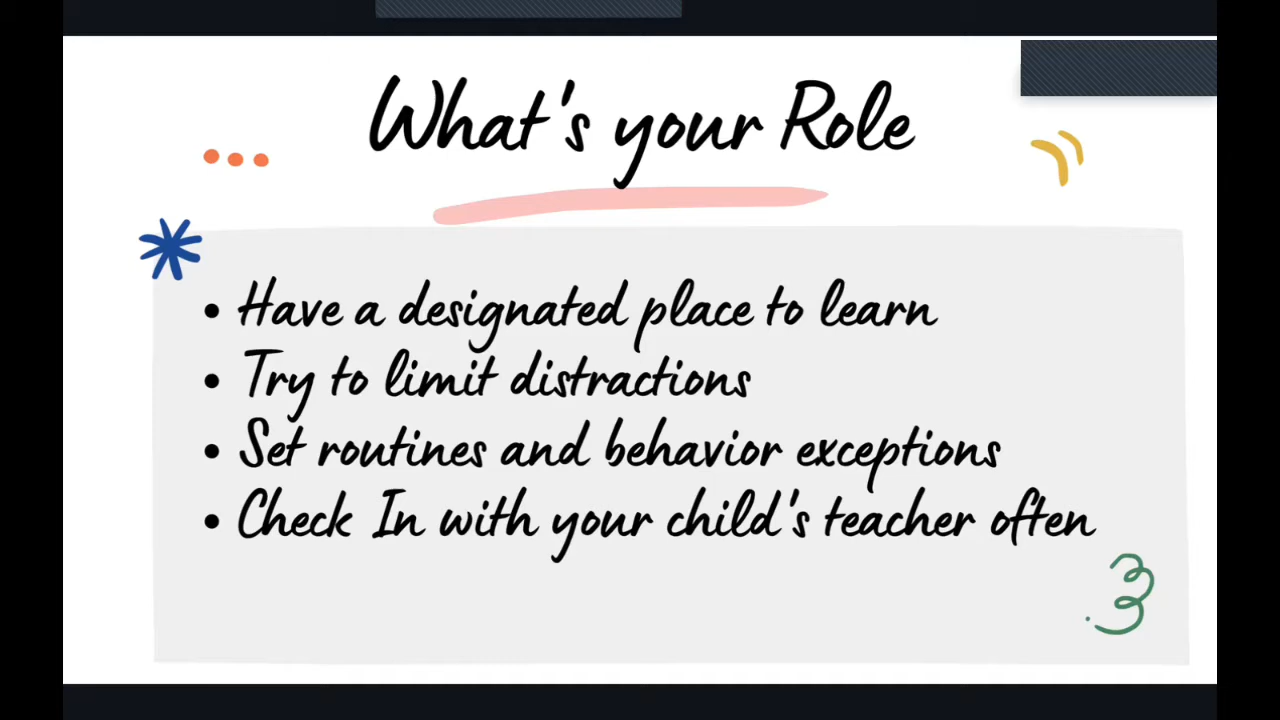 What's your Role
• Have a designated place to learn
• Try to limit distractions
• Set routines and behavior exceptions
• Check In with your child's teacher often